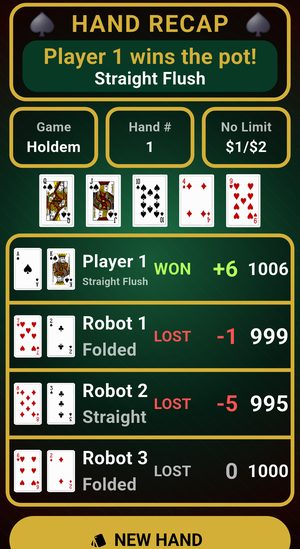 HAND RECAP
Player 1 wins the pot!
Straight Flush
Game
Holdem
Hand #
1
No Limit
$1/$2
Player 1
Straight Flush
WON
+6
1006
Robot 1
Folded
LOST
-1
999
Robot 2
Straight
LOST
-5
995
Robot 3
Folded
LOST
0
1000
NEW HAND